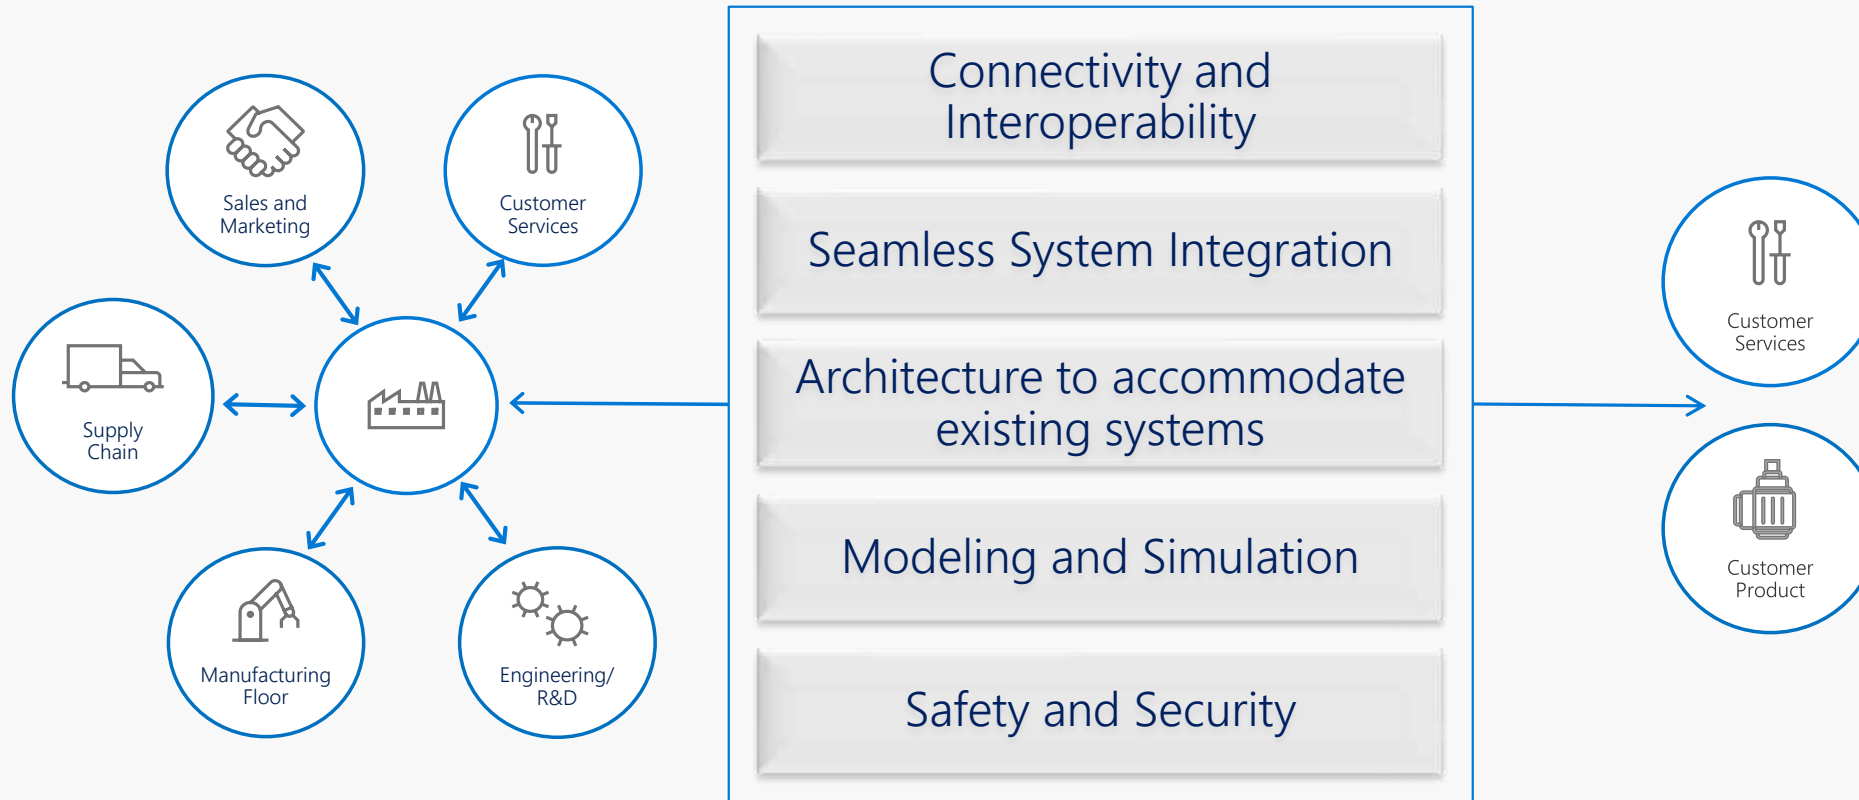 Sales and
Marketing
Customer
Services
Supply
Chain
Manufacturing
Floor
Engineering/
R&D
Connectivity and
Interoperability
Seamless System Integration
Architecture to accommodate
existing systems
Modeling and Simulation
Safety and Security
Customer
Services
Customer
Product